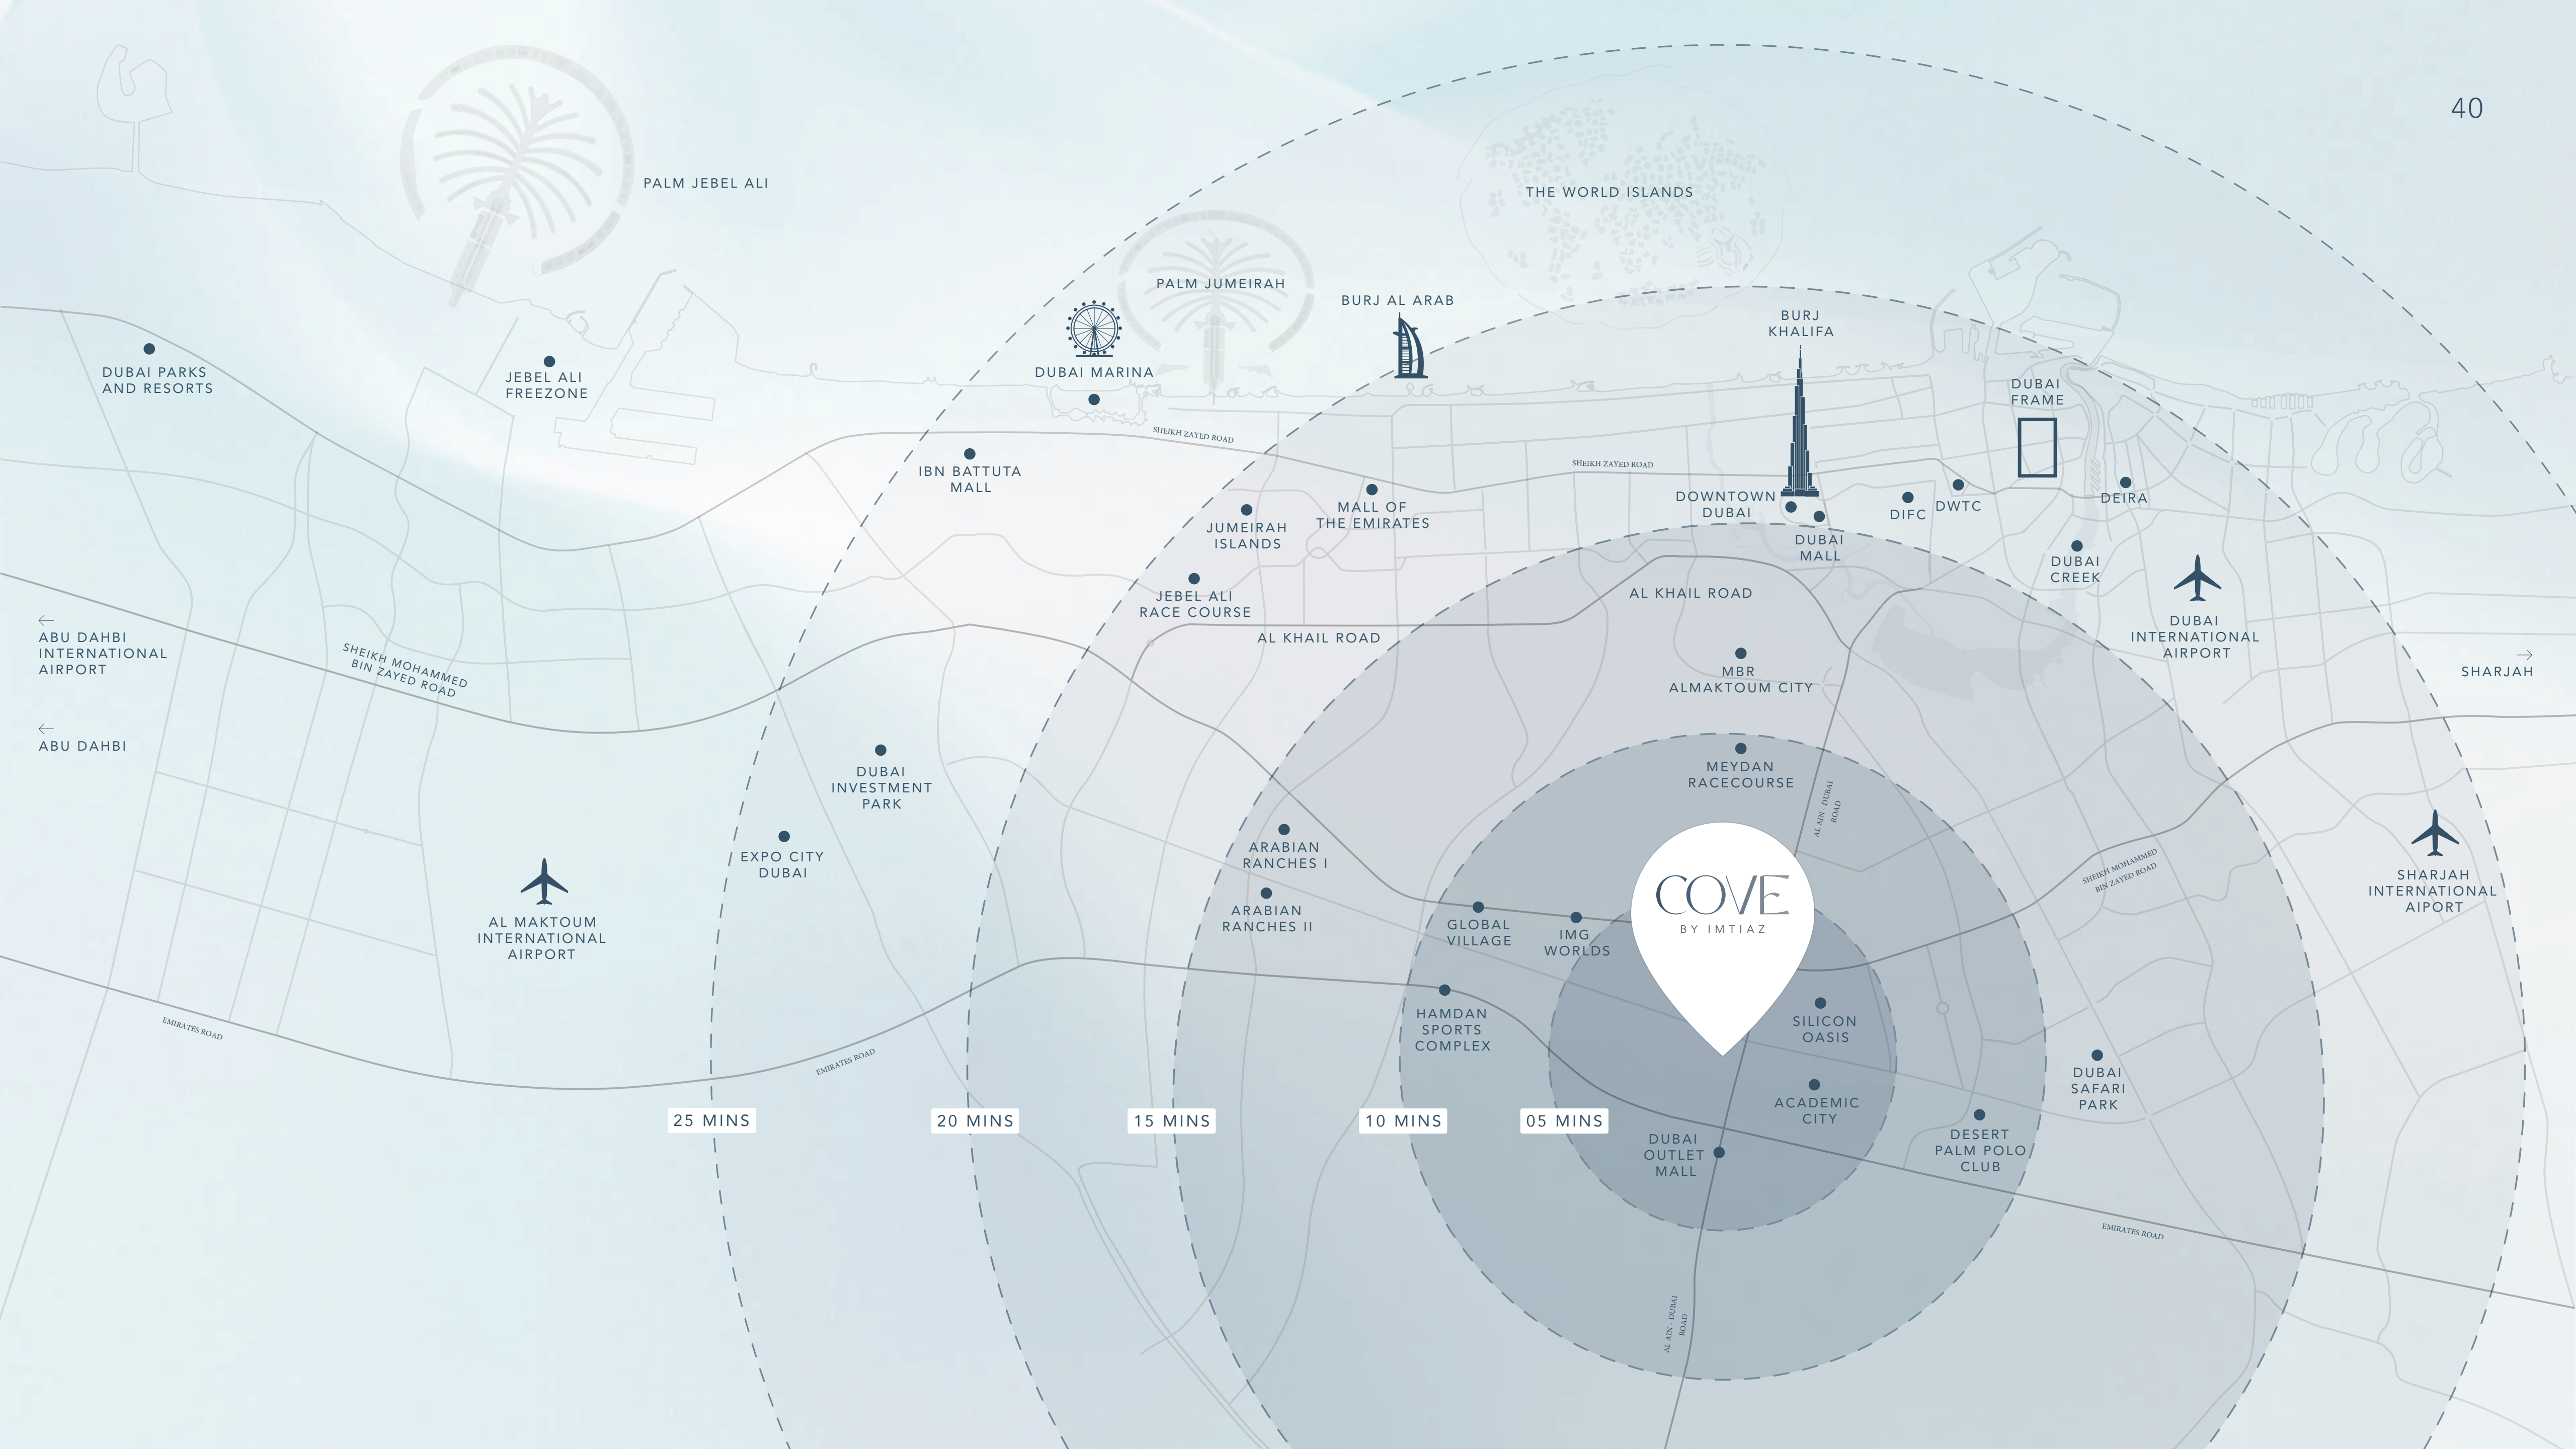 40
PALM JEBEL ALI
THE WORLD ISLANDS
PALM JUMEIRAH
BURJ AL ARAB
BURJ
KHALIFA
DUBAI MARINA
DUBAI PARKS
AND RESORTS
JEBEL ALI
FREEZONE
DUBAI
FRAME
SHEIKH ZAYED ROAD
SHEIKH ZAYED ROAD
IBN BATTUTA
MALL
JUMEIRAH
ISLANDS
MALL OF
THE EMIRATES
DOWNTOWN
DUBAI
DUBAI
MALL
DIFC
DWTC
DEIRA
DUBAI
CREEK
JEBEL ALI
RACE COURSE
AL KHAIL ROAD
AL KHAIL ROAD
DUBAI
INTERNATIONAL
AIRPORT
←
ABU DAHBI
INTERNATIONAL
AIRPORT
SHEIKH MOHAMMED
BIN ZAYED ROAD
→
SHARJAH
←
ABU DAHBI
MBR
ALMAKTOUM CITY
MEYDAN
RACECOURSE
DUBAI
INVESTMENT
PARK
AL AIN - DUBAI
ROAD
EXPO CITY
DUBAI
ARABIAN
RANCHES I
ARABIAN
RANCHES II
COVE
BY IMTIAZ
SHEIKH MOHAMMED
BIN ZAYED ROAD
SHARJAH
INTERNATIONAL
AIPORT
AL MAKTOUM
INTERNATIONAL
AIRPORT
GLOBAL
VILLAGE
IMG
WORLDS
HAMDAN
SPORTS
COMPLEX
SILICON
OASIS
EMIRATES ROAD
EMIRATES ROAD
DUBAI
SAFARI
PARK
ACADEMIC
CITY
25 MINS
20 MINS
15 MINS
10 MINS
05 MINS
DUBAI
OUTLET
MALL
DESERT
PALM POLO
CLUB
EMIRATES ROAD
AL AIN - DUBAI
ROAD